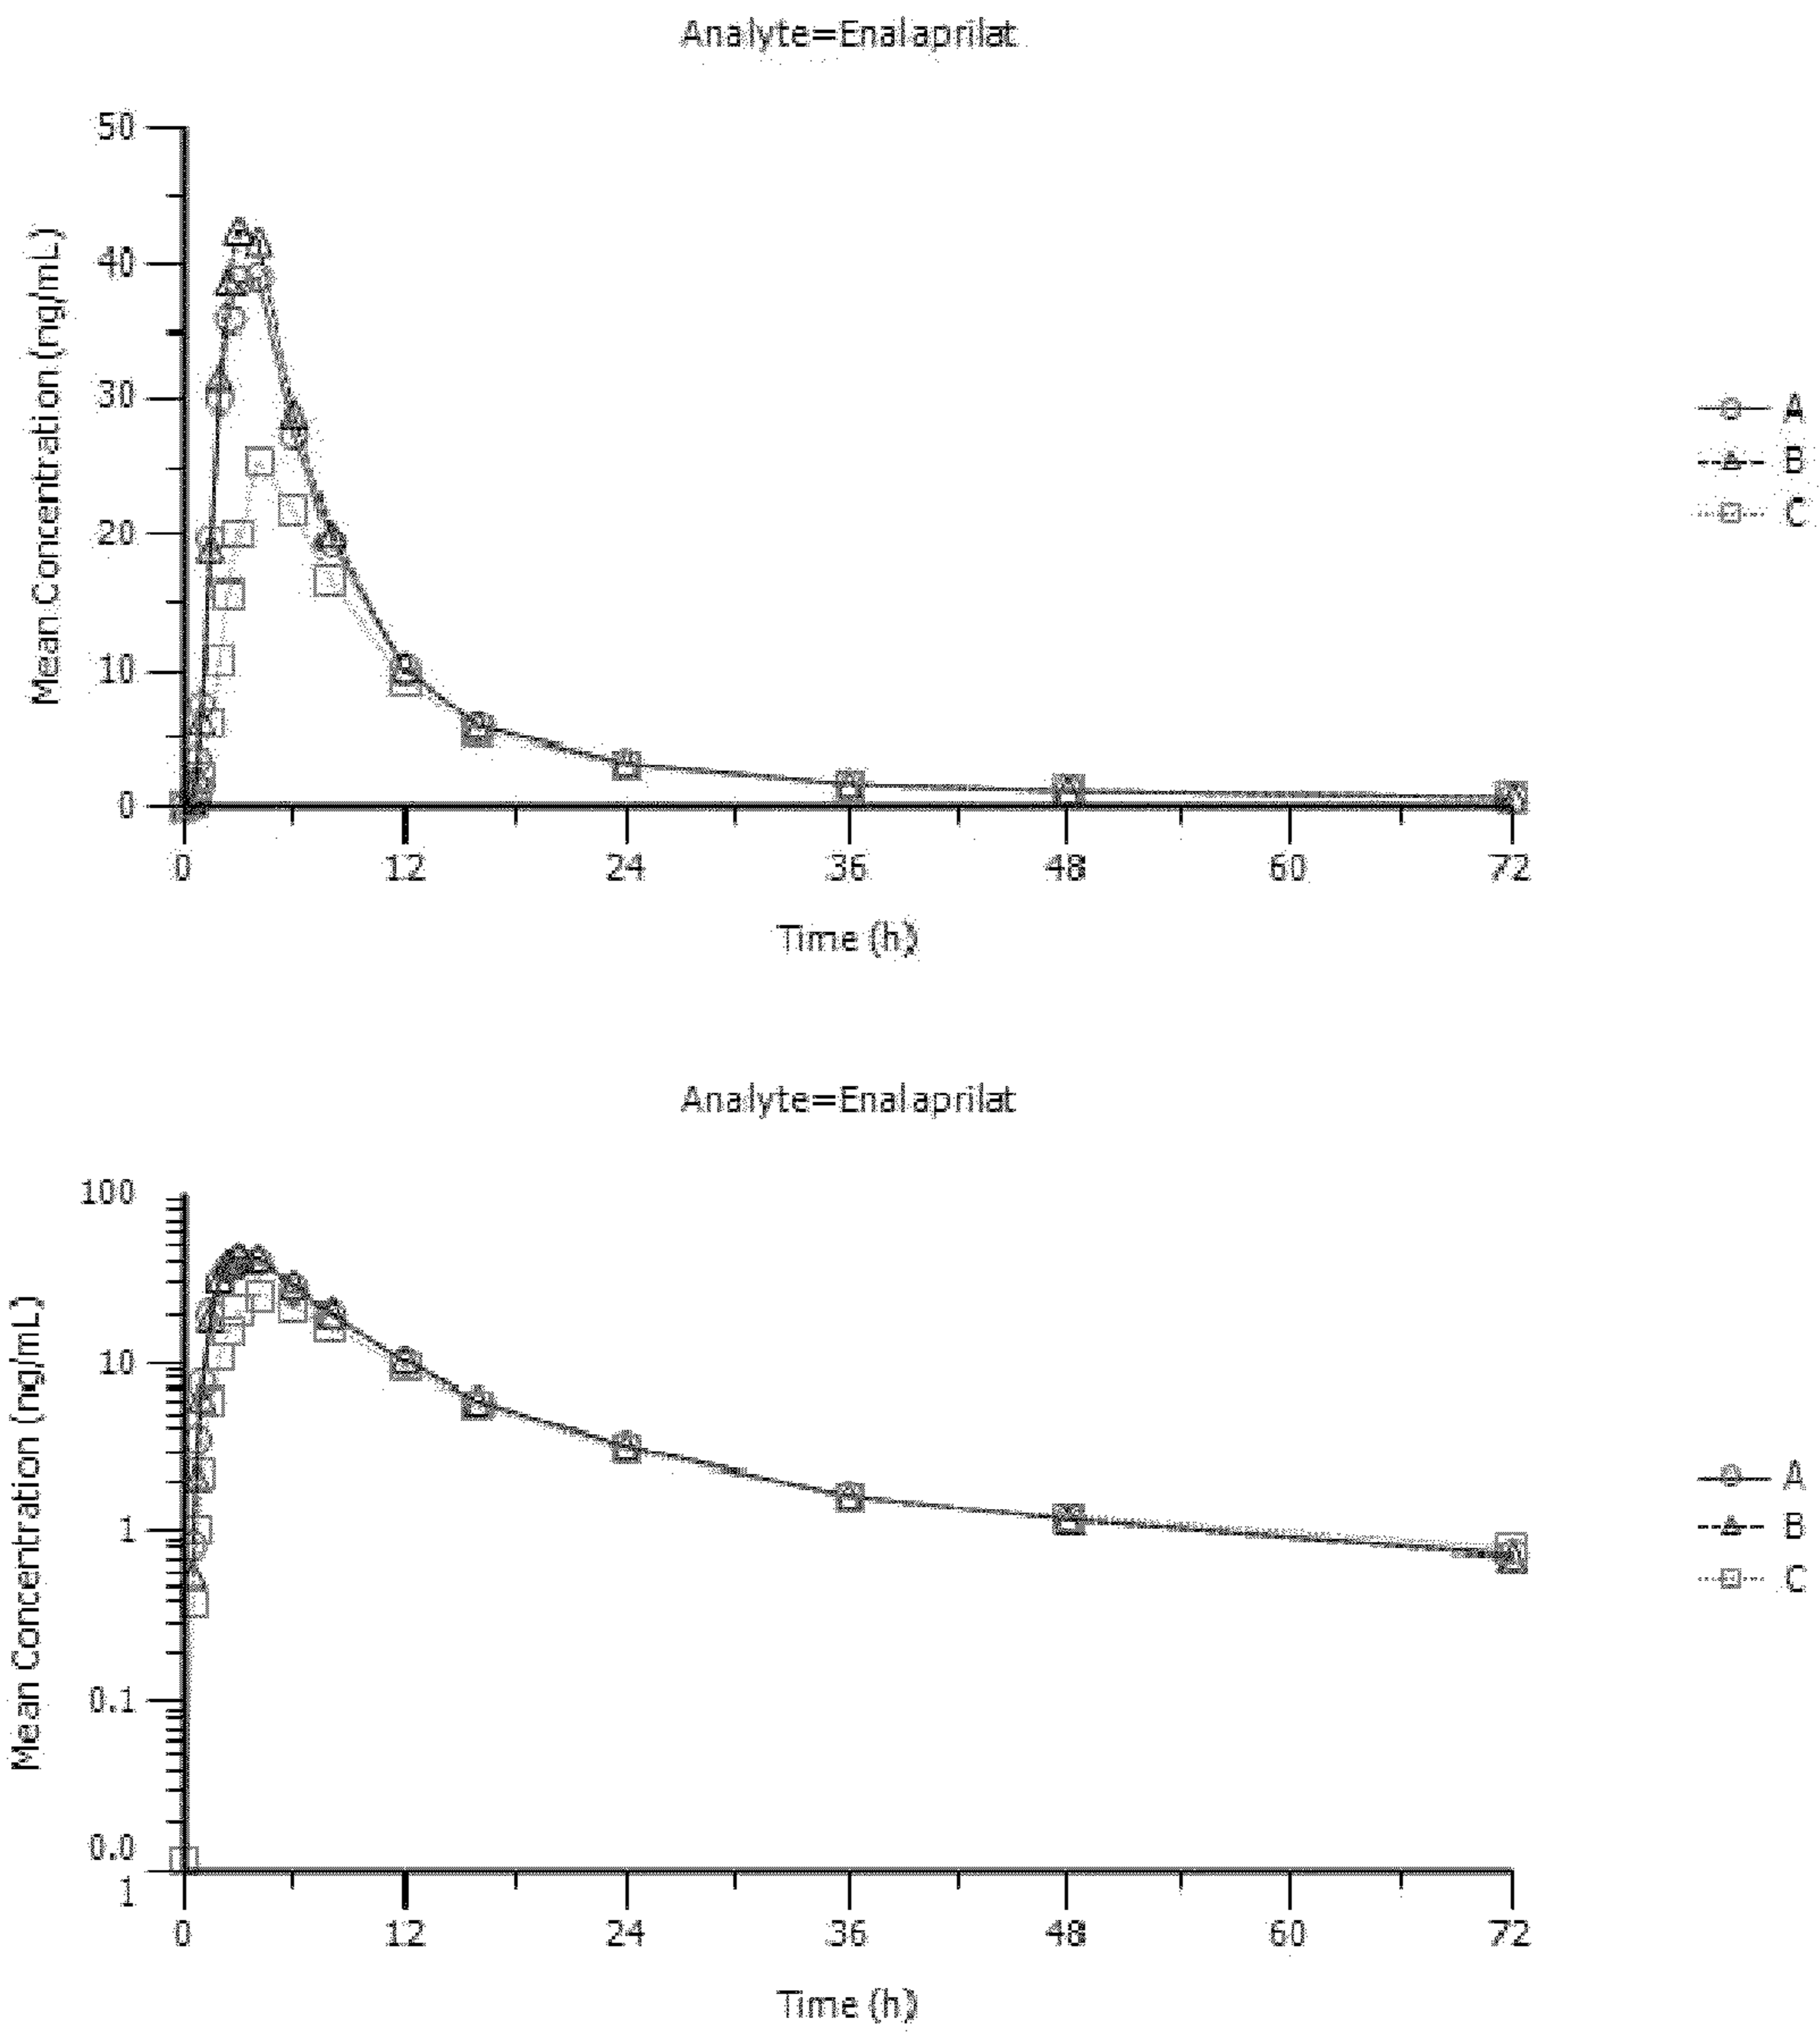 Analyte=Enalaprilat
Mean Concentration (ng/mL)
50
40
30
20
10
0
0 12 24 36 48 60 72
Time (h)
A
B
C
Analyte=Enalaprilat
Mean Concentration (ng/mL)
100
10
1
0.1
0.0
1
0 12 24 36 48 60 72
Time (h)
A
B
C